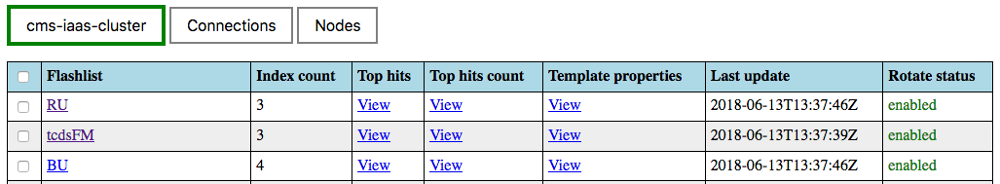 cms-iaas-cluster Connections Nodes
Flashlist Index count Top hits Top hits count Template properties Last update Rotate status
RU 3 View View View 2018-06-13T13:37:46Z enabled
tcdsFM 3 View View View 2018-06-13T13:37:39Z enabled
BU 4 View View View 2018-06-13T13:37:46Z enabled